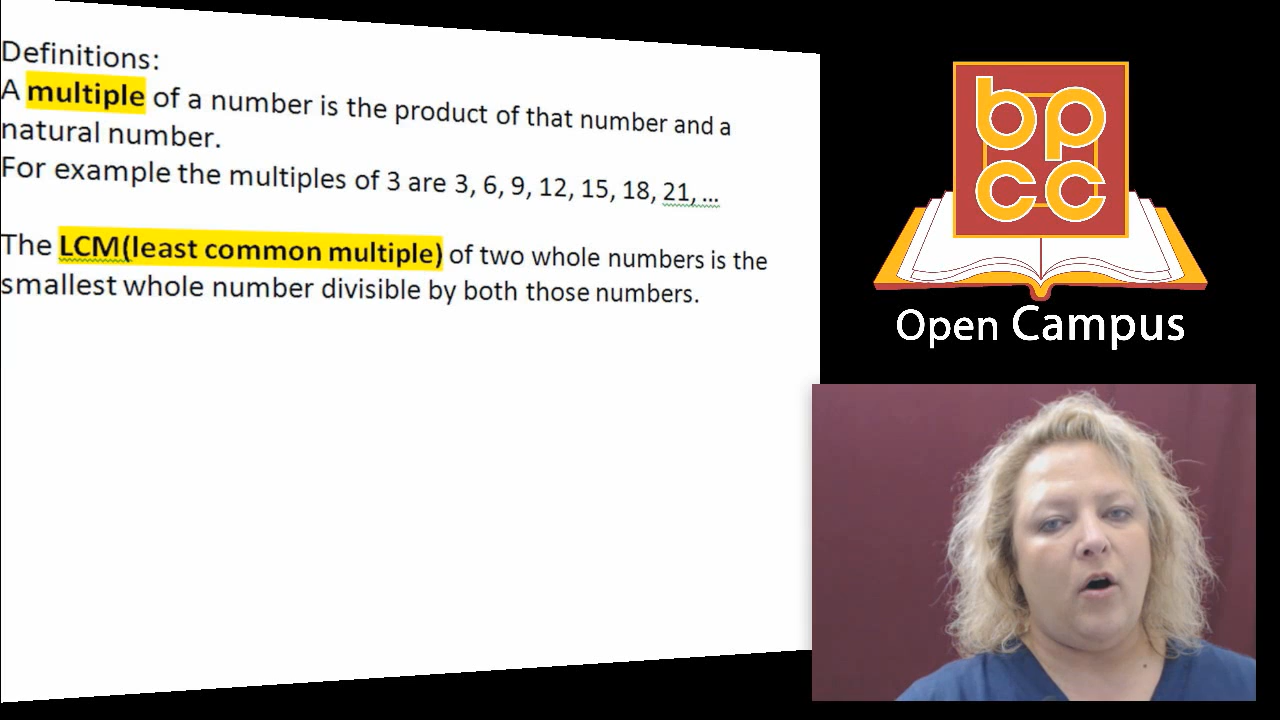 Definitions:
A multiple of a number is the product of that number and a
natural number.
For example the multiples of 3 are 3, 6, 9, 12, 15, 18, 21, ...
The LCM(least common multiple) of two whole numbers is the
smallest whole number divisible by both those numbers.
bp
cc
Open Campus